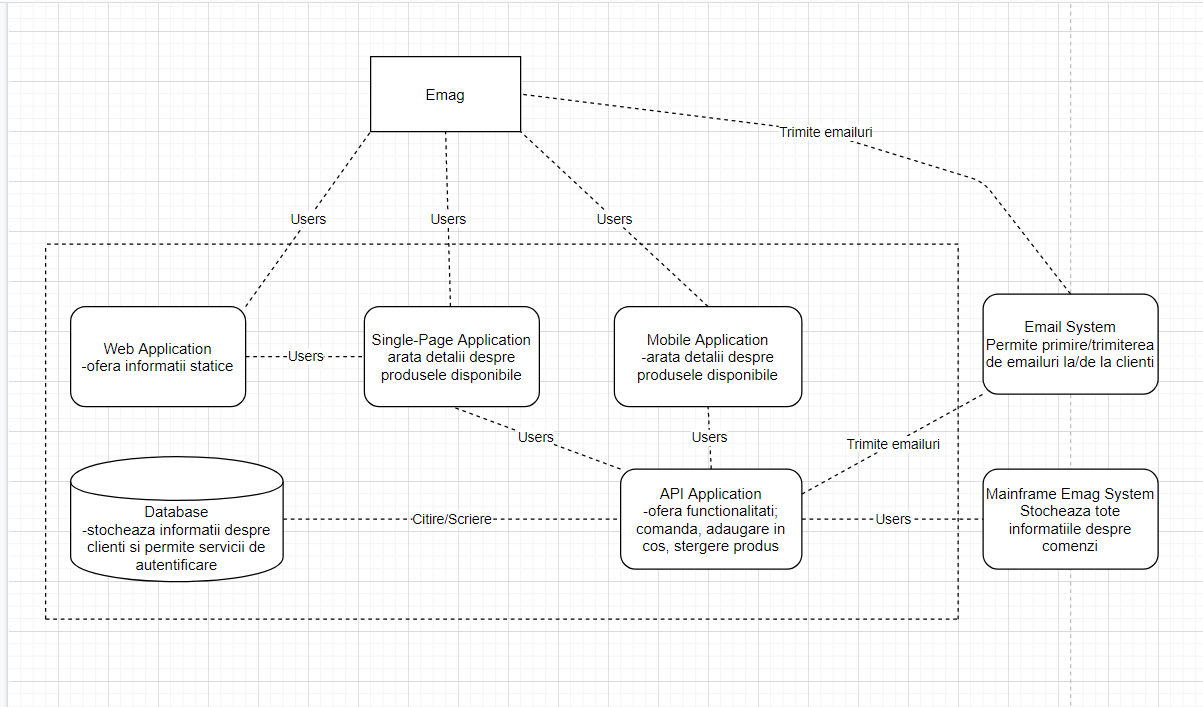 Emag
Trimite emailuri
Users
Users
Users
Web Application
-ofera informatii statice
Users
Single-Page Application
arata detalii despre
produsele disponibile
Mobile Application
-arata detalii despre
produsele disponibile
Email System
Permite primire/trimiterea
de emailuri la/de la clienti
Users
Users
Trimite emailuri
Database
-stocheaza informatii despre
clienti si permite servicii de
autentificare
Citire/Scriere
API Application
-ofera functionalitati;
comanda, adaugare in
cos, stergere produs
Users
Mainframe Emag System
Stocheaza tote
informatiile despre
comenzi